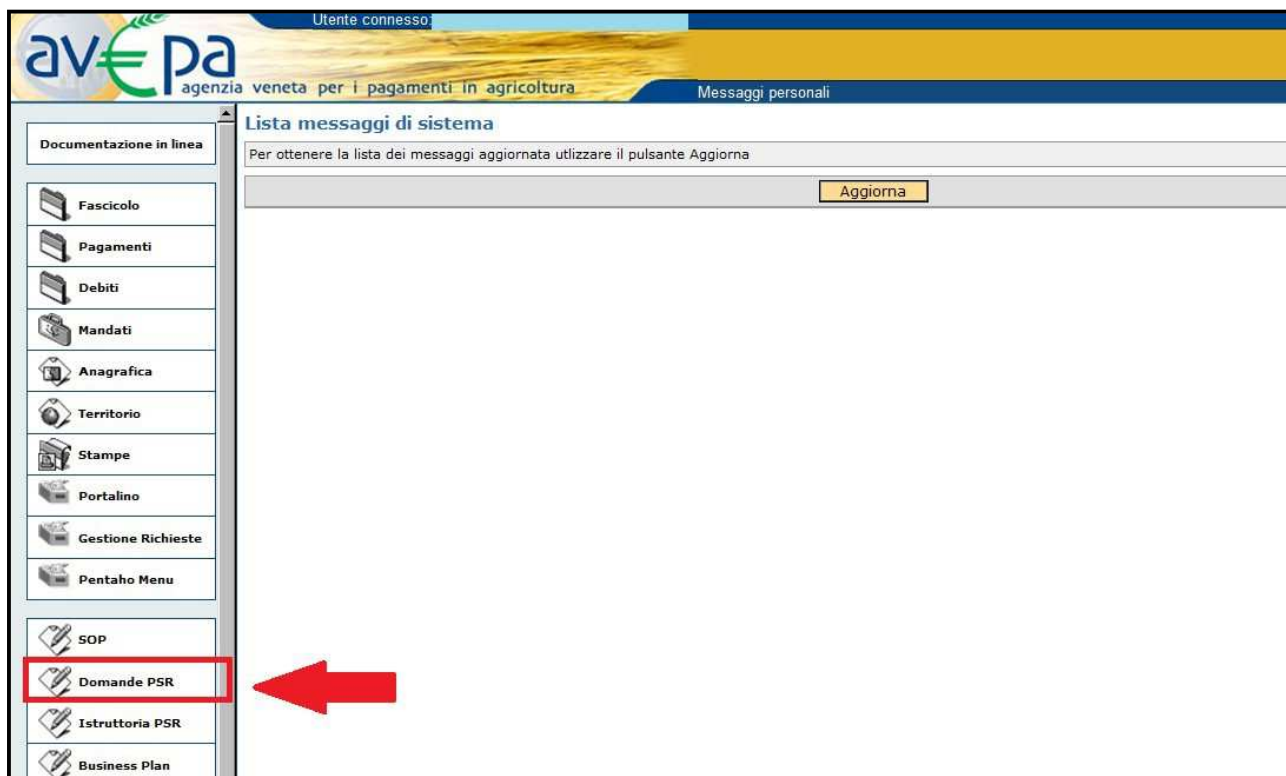 Utente connesso:
av€pa
agenzia veneta per i pagamenti in agricoltura
Messaggi personali
Documentazione in linea
Fascicolo
Pagamenti
Debiti
Mandati
Anagrafica
Territorio
Stampe
Portalino
Gestione Richieste
Pentaho Menu
SOP
Domande PSR
Istruttoria PSR
Business Plan
Lista messaggi di sistema
Per ottenere la lista dei messaggi aggiornata utlizzare il pulsante Aggiorna
Aggiorna